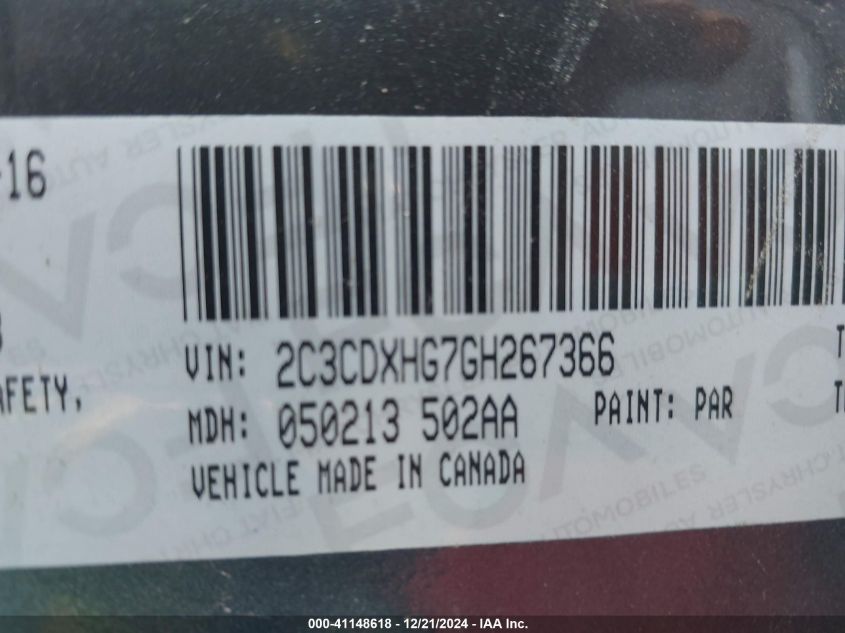 -16
VIN: 2C3CDXHG7GH267366
AFETY,
MDH: 050213 502AA PAINT: PAR
VEHICLE MADE IN CANADA
AUTOMOBILES
000-41148618 - 12/21/2024 - IAA Inc.